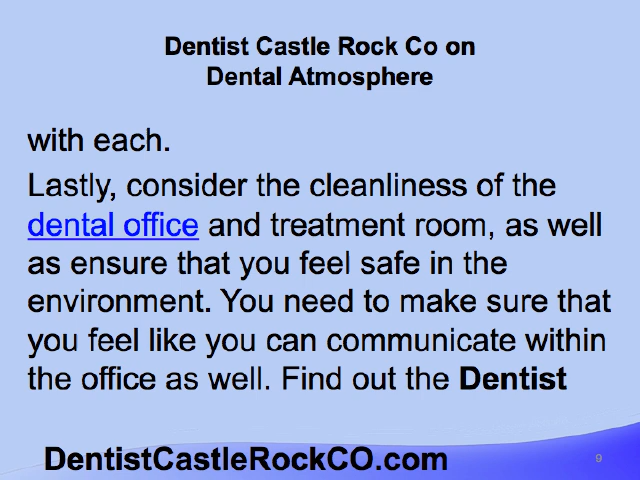 Dentist Castle Rock Co on
Dental Atmosphere
with each.
Lastly, consider the cleanliness of the
dental office and treatment room, as well
as ensure that you feel safe in the
environment. You need to make sure that
you feel like you can communicate within
the office as well. Find out the Dentist
DentistCastleRockCO.com
9